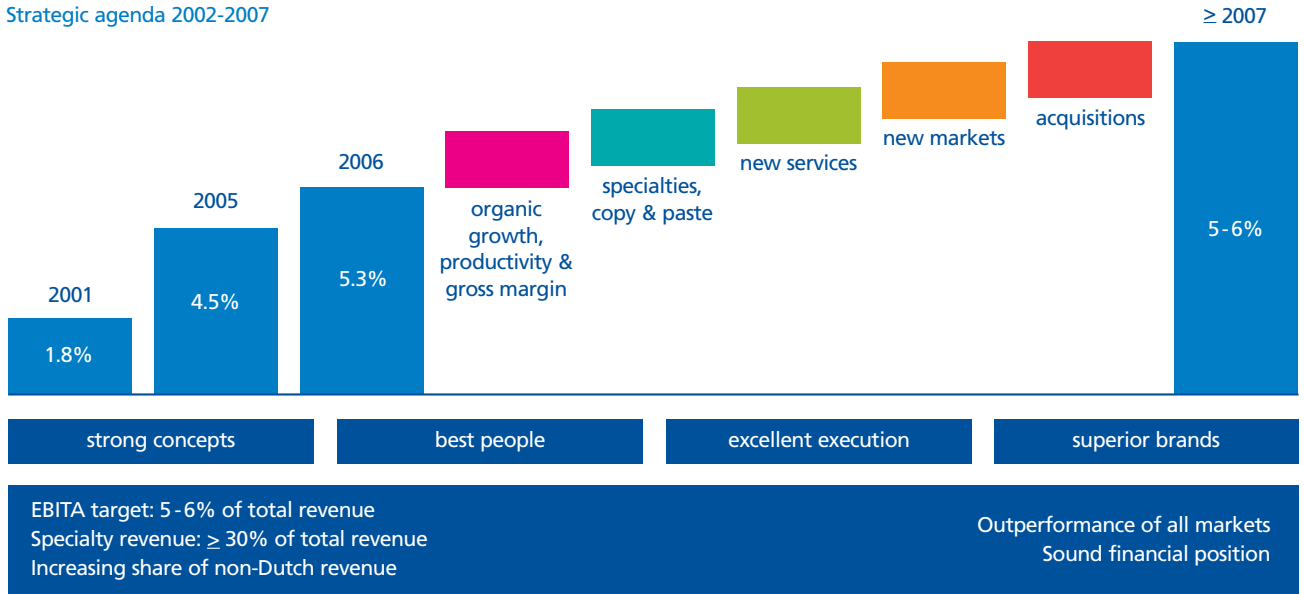 Strategic agenda 2002-2007
≥ 2007
2006
2005
2001
1.8%
4.5%
5.3%
organic
growth,
productivity &
gross margin
specialties,
copy & paste
new services
new markets
acquisitions
5-6%
strong concepts
best people
excellent execution
superior brands
EBITA target: 5-6% of total revenue
Specialty revenue: ≥ 30% of total revenue
Increasing share of non-Dutch revenue
Outperformance of all markets
Sound financial position